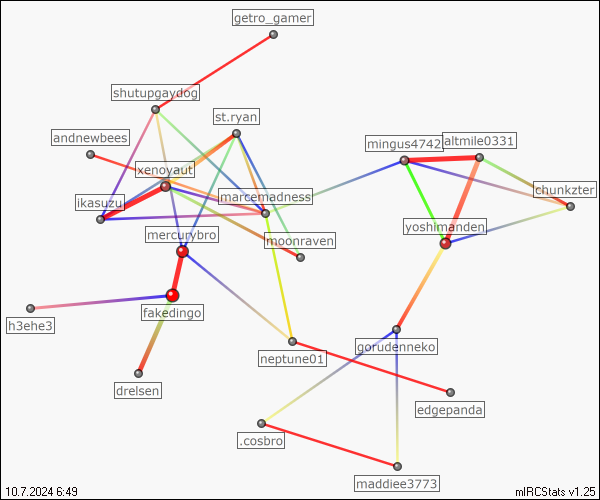 getro_gamer
shutupgaydog
st.ryan
andnewbees
mingus4742
altmile0331
xenoyaut
chunkzter
ikasuzu
marcemadness
mercurybro
moonraven
yoshimanden
fakedingo
h3ehe3
gorudenneko
neptune01
drelsen
edgepanda
.cosbro
maddiee3773
10.7.2024 6:49
mIRCStats v1.25